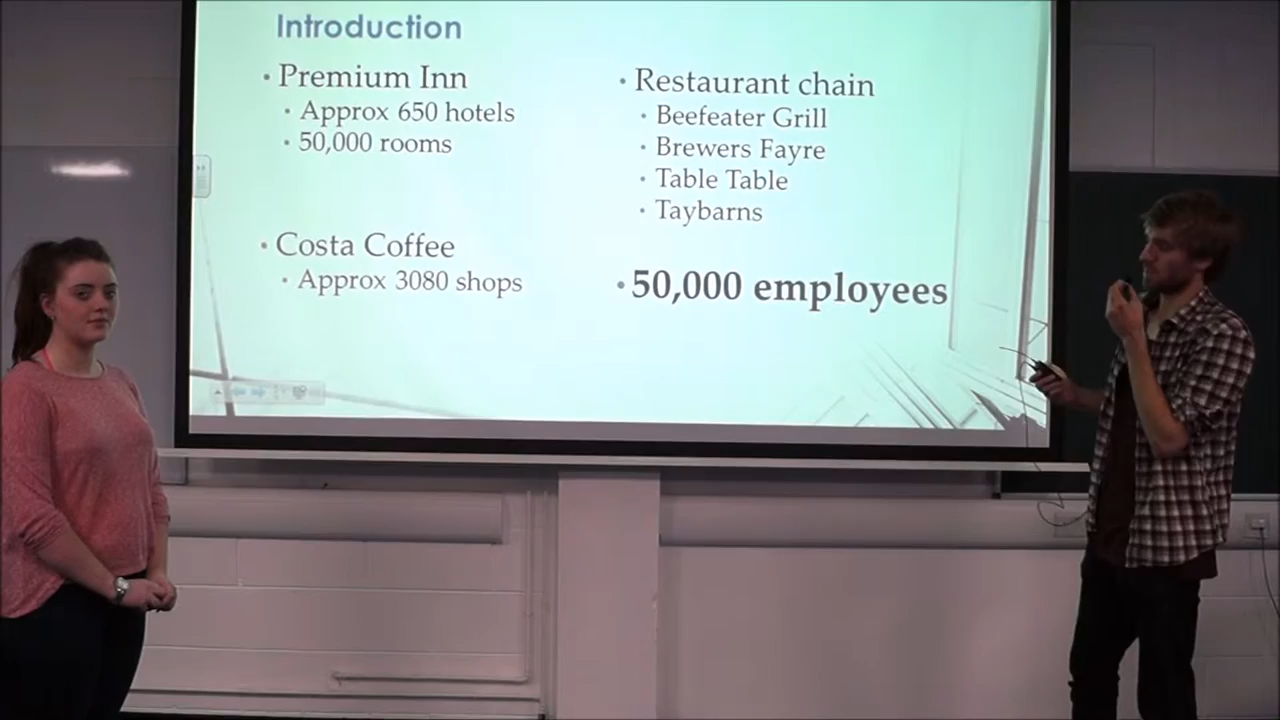 Introduction
• Premium Inn
• Approx 650 hotels
• 50,000 rooms
• Costa Coffee
• Approx 3080 shops
• Restaurant chain
• Beefeater Grill
• Brewers Fayre
• Table Table
• Taybarns
• 50,000 employees